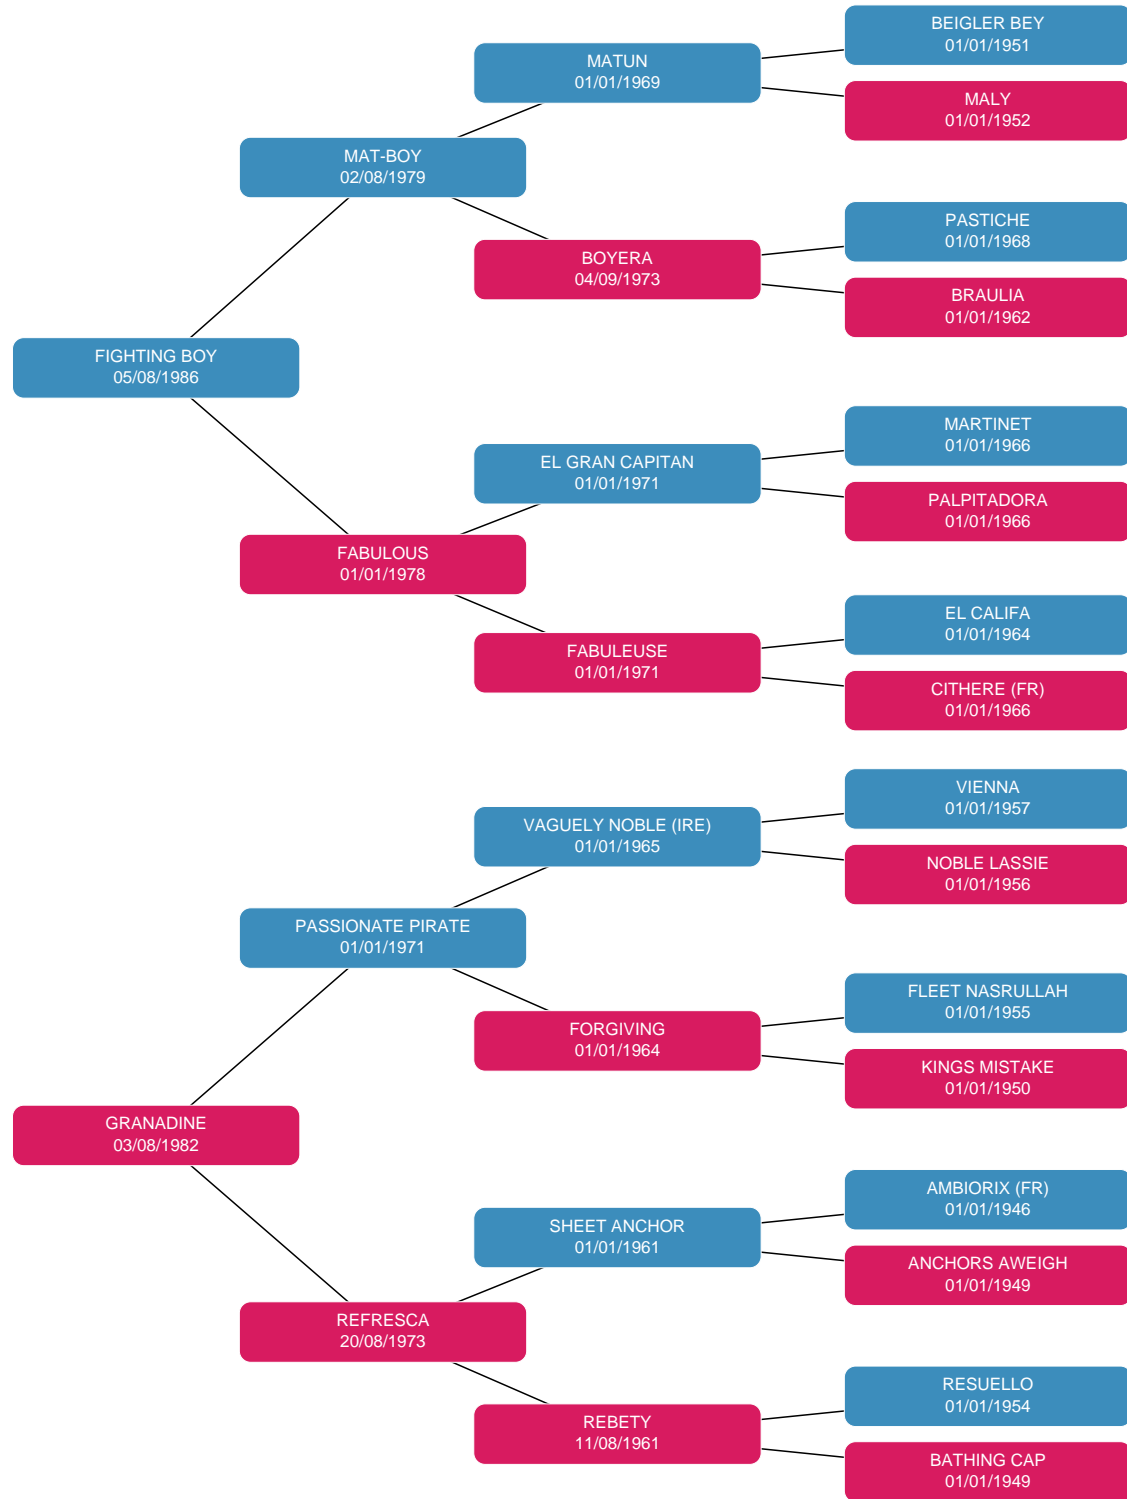 BEIGLER BEY
01/01/1951
MATUN
01/01/1969
MALY
01/01/1952
MAT-BOY
02/08/1979
PASTICHE
01/01/1968
BOYERA
04/09/1973
BRAULIA
01/01/1962
FIGHTING BOY
05/08/1986
MARTINET
01/01/1966
EL GRAN CAPITAN
01/01/1971
PALPITADORA
01/01/1966
FABULOUS
01/01/1978
EL CALIFA
01/01/1964
FABULEUSE
01/01/1971
CITHERE (FR)
01/01/1966
VIENNA
01/01/1957
VAGUELY NOBLE (IRE)
01/01/1965
NOBLE LASSIE
01/01/1956
PASSIONATE PIRATE
01/01/1971
FLEET NASRULLAH
01/01/1955
FORGIVING
01/01/1964
KINGS MISTAKE
01/01/1950
GRANADINE
03/08/1982
AMBIORIX (FR)
01/01/1946
SHEET ANCHOR
01/01/1961
ANCHORS AWEIGH
01/01/1949
REFRESCA
20/08/1973
RESUELLO
01/01/1954
REBETY
11/08/1961
BATHING CAP
01/01/1949